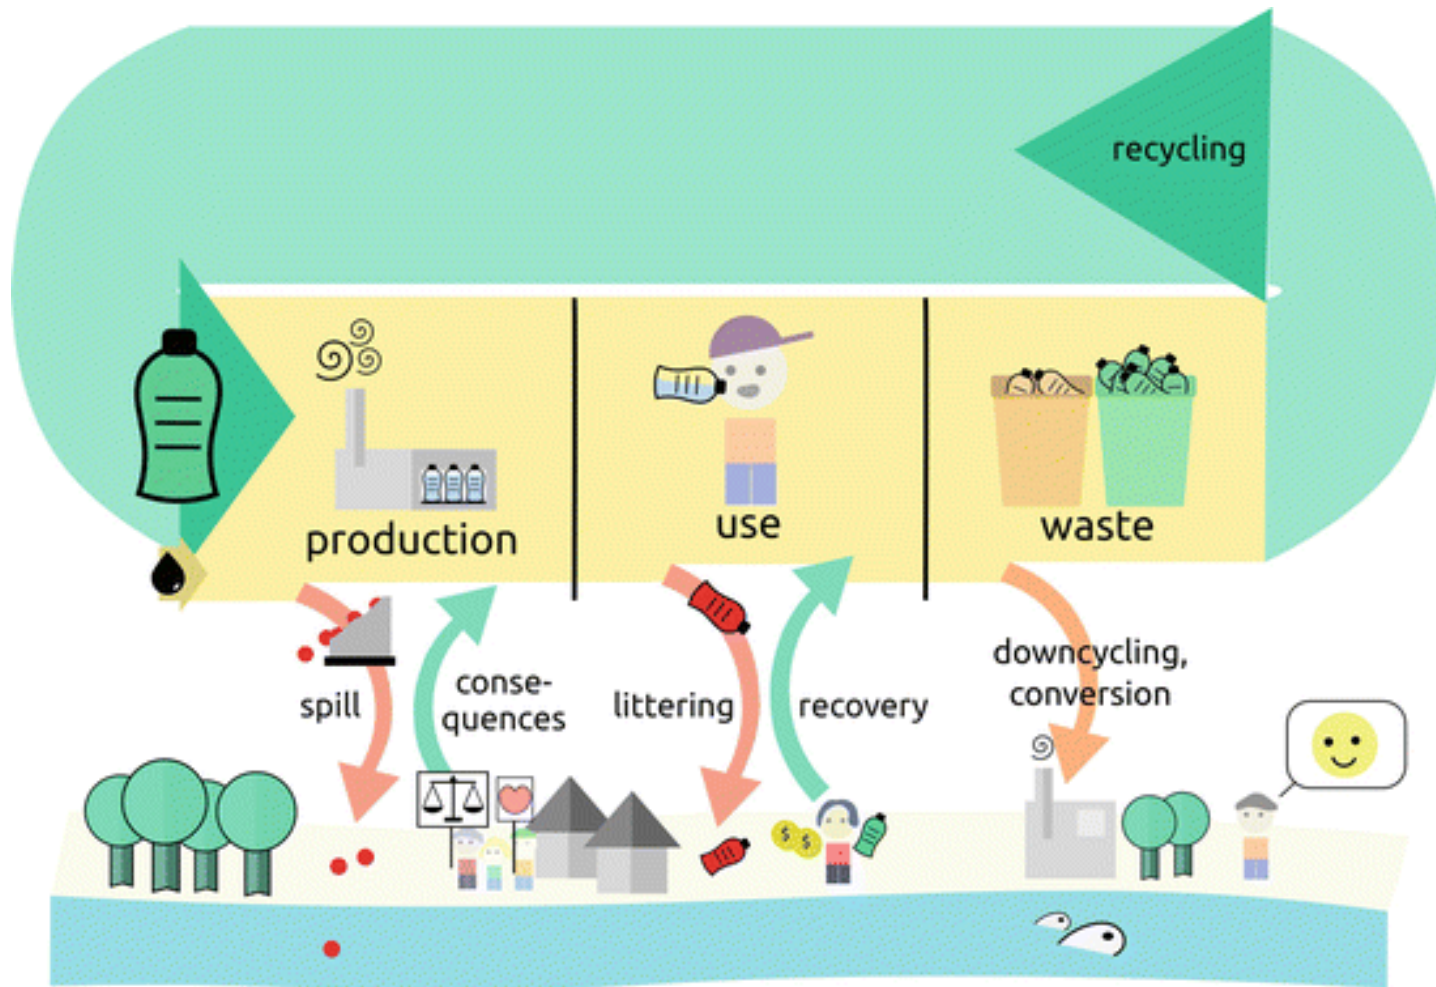 recycling
production
use
waste
spill
conse-
quences
littering
recovery
downcycling,
conversion
$
$